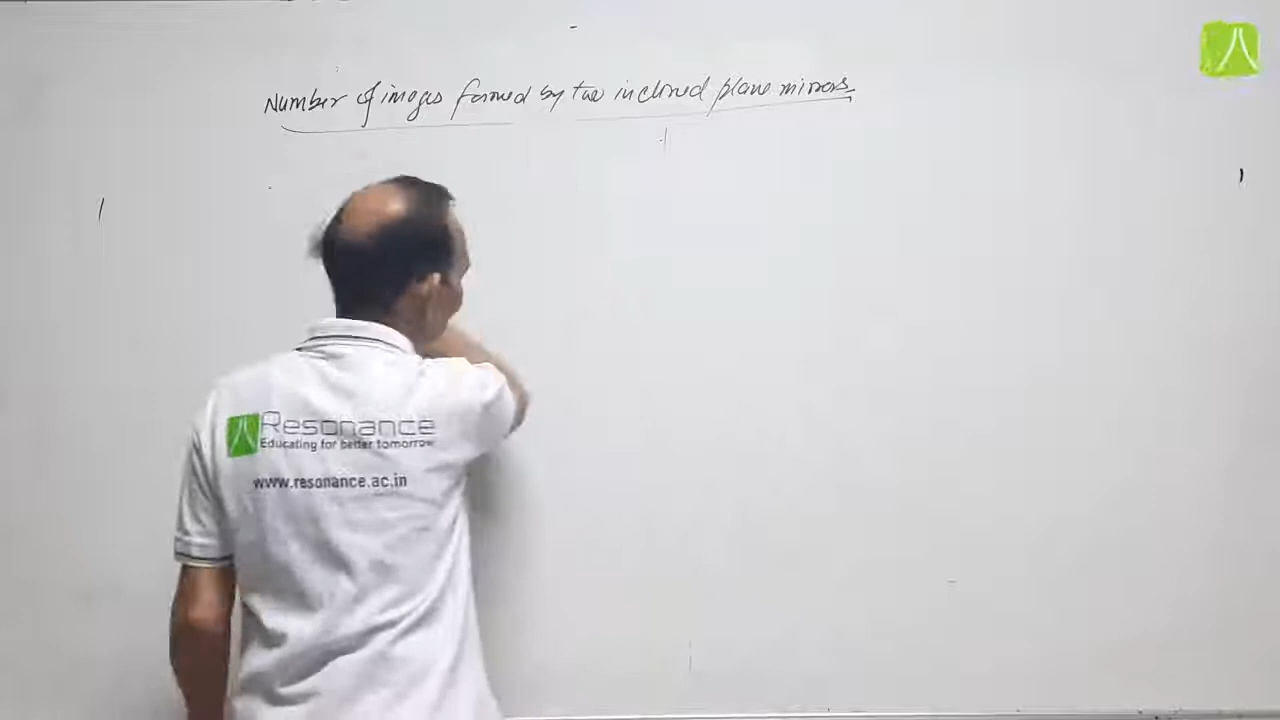 Number of images formed by two inclined plane mirrors
Resonance
Educating for better tomorrow
www.resonance.ac.in